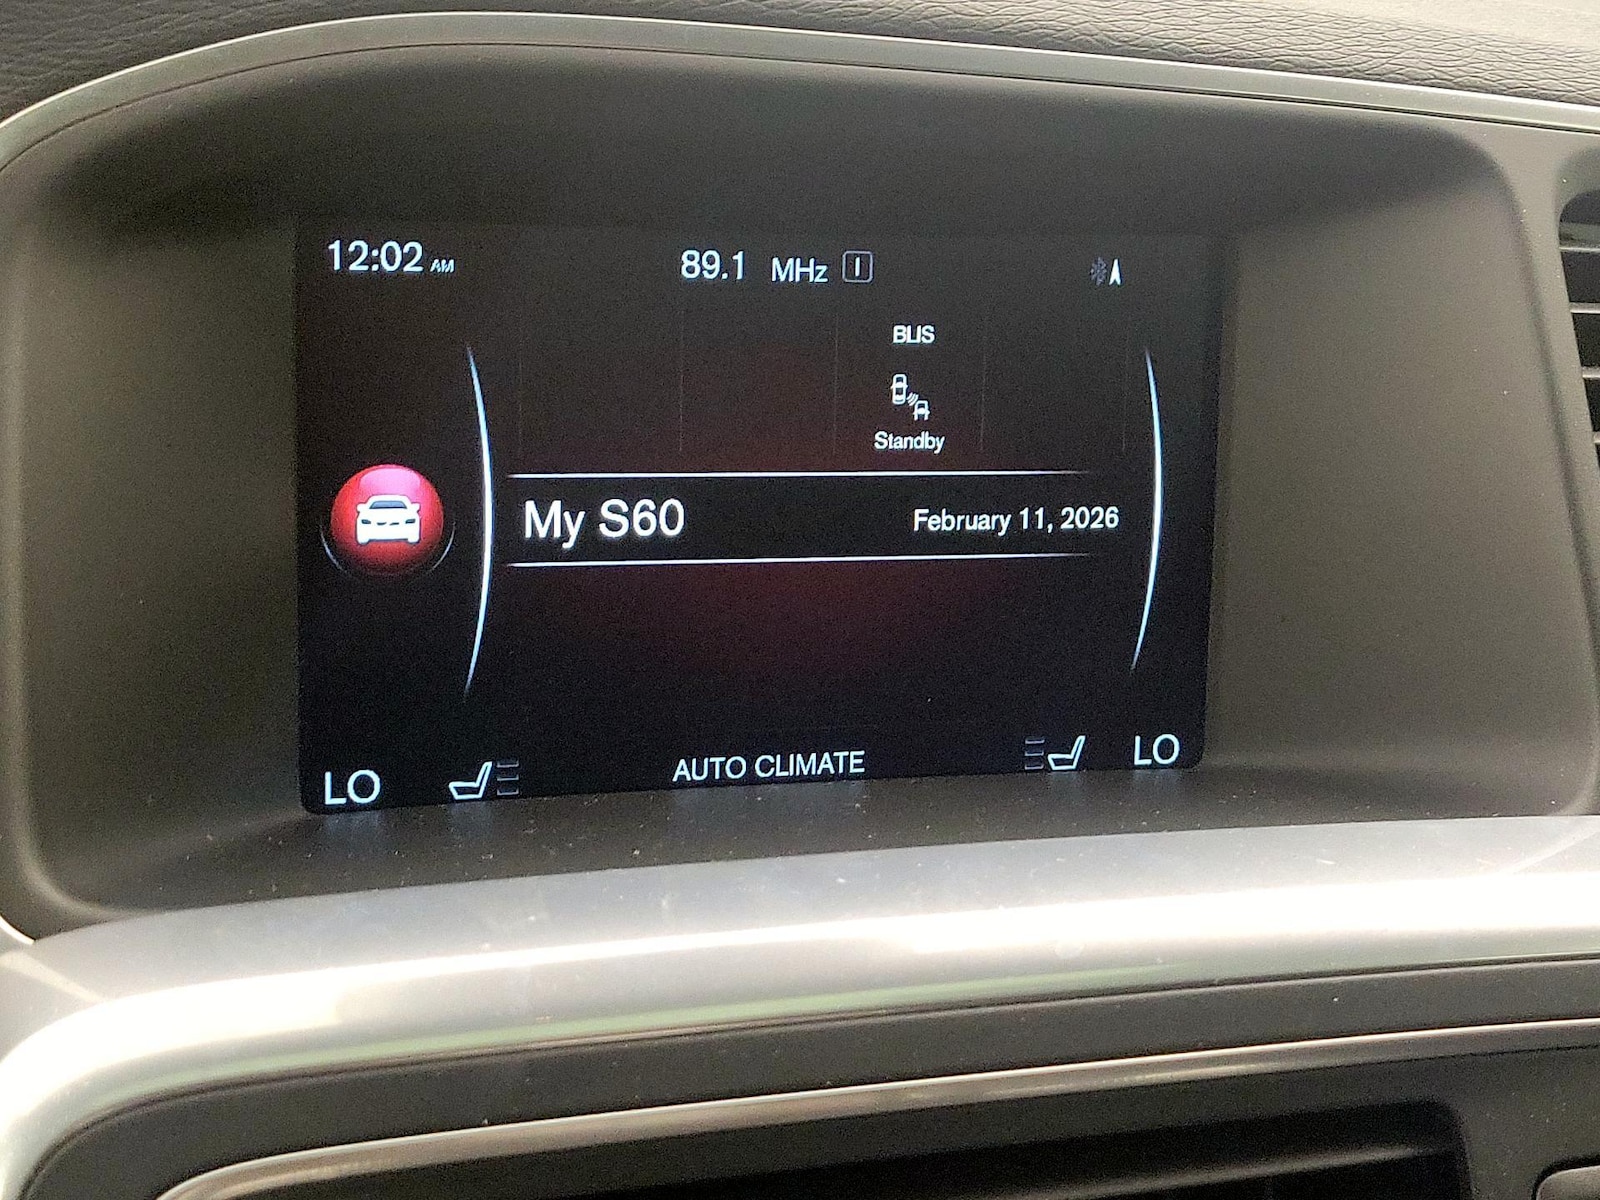 12:02 AM 89.1 MHz I
BLIS
Standby
My S60 February 11, 2026
LO AUTO CLIMATE LO